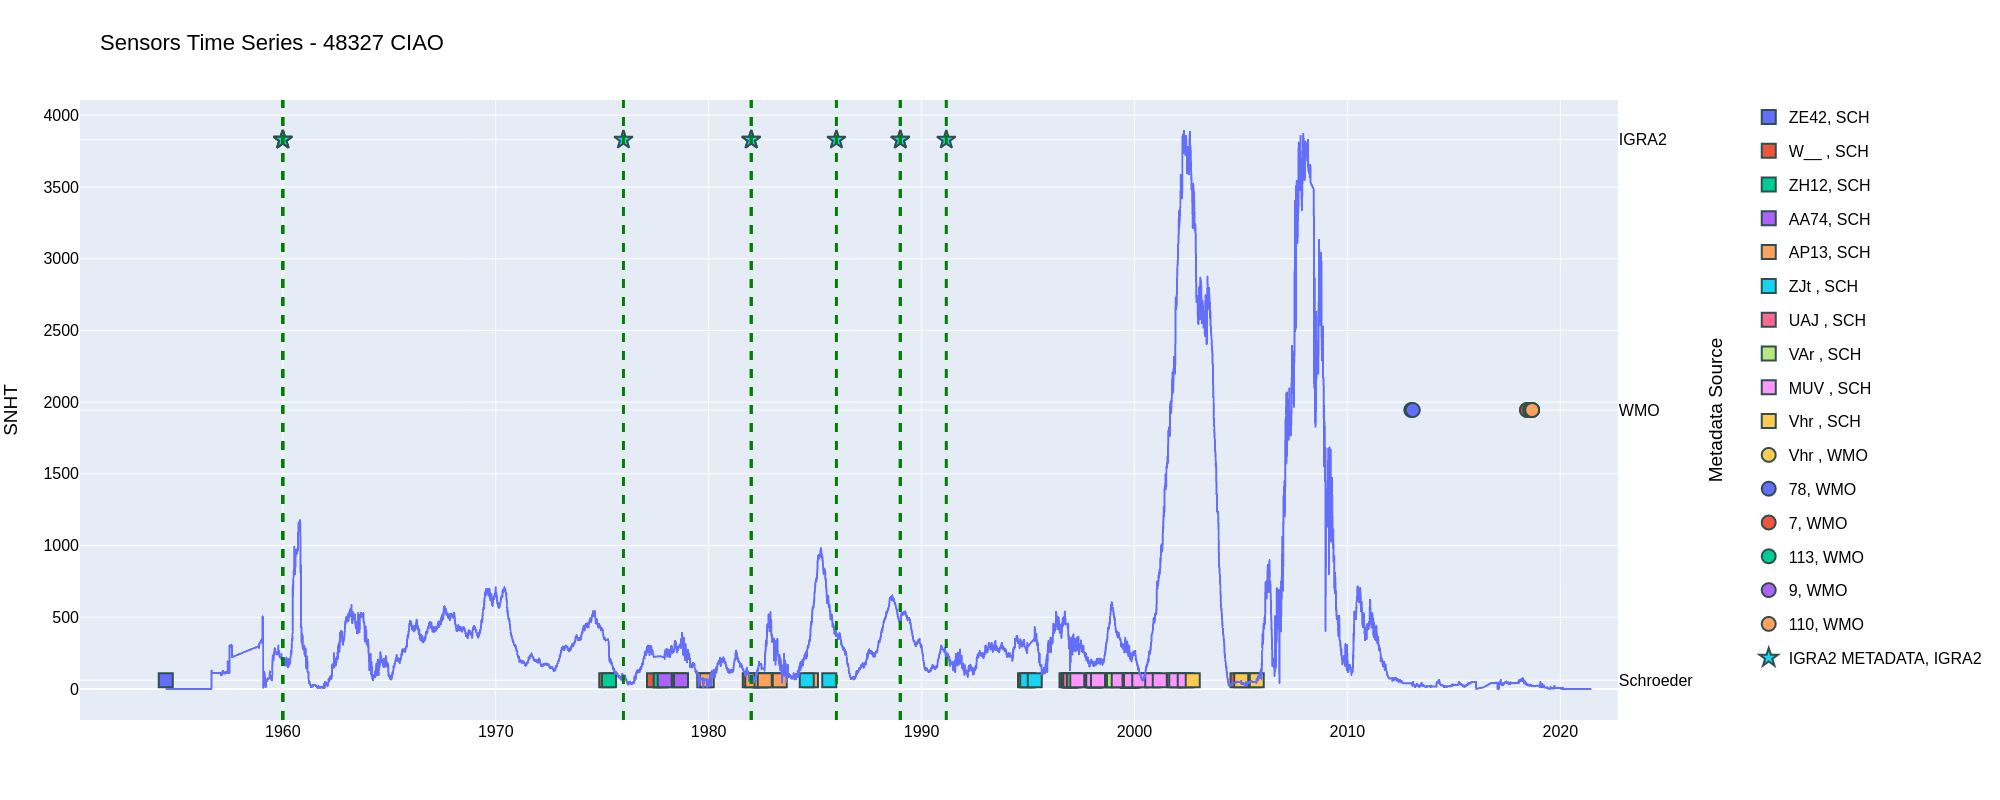 Sensors Time Series - 48327 CIAO
SNHT
4000
3500
3000
2500
2000
1500
1000
500
0
1960
1970
1980
1990
2000
2010
2020
IGRA2
WMO
Schroeder
Metadata Source
ZE42, SCH
W__ , SCH
ZH12, SCH
AA74, SCH
AP13, SCH
ZJt , SCH
UAJ , SCH
VAr , SCH
MUV , SCH
Vhr , SCH
Vhr , WMO
78, WMO
7, WMO
113, WMO
9, WMO
110, WMO
IGRA2 METADATA, IGRA2